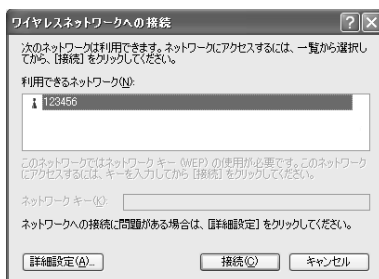 ワイヤレスネットワークへの接続
次のネットワークは利用できます。ネットワークにアクセスするには、一覧から選択し
てから、[接続] をクリックしてください。
利用できるネットワーク(N):
123456
このネットワークではネットワーク キー (WEP) の使用が必要です。このネットワーク
にアクセスするには、キーを入力してから [接続] をクリックしてください。
ネットワーク キー(K):
ネットワークへの接続に問題がある場合は、[詳細設定] をクリックしてください。
詳細設定(A)...
接続(C)
キャンセル